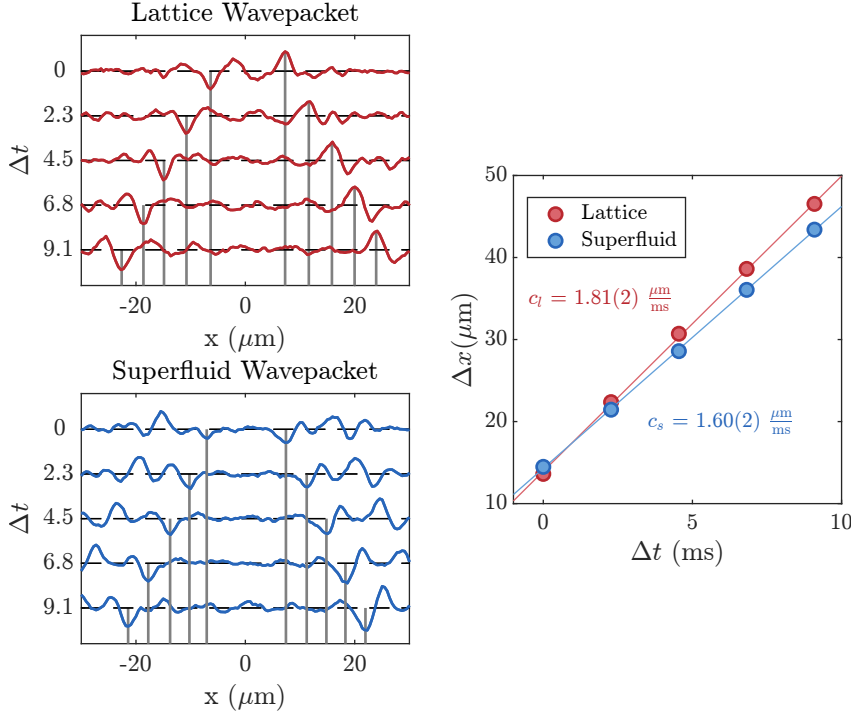 Lattice Wavepacket
Δt
0
2.3
4.5
6.8
9.1
-20 0 20
x (μm)
Superfluid Wavepacket
Δt
0
2.3
4.5
6.8
9.1
-20 0 20
x (μm)
Δx(μm)
50
40
30
20
10
Lattice
Superfluid
c_l = 1.81(2) μm/ms
c_s = 1.60(2) μm/ms
0 5 10
Δt (ms)